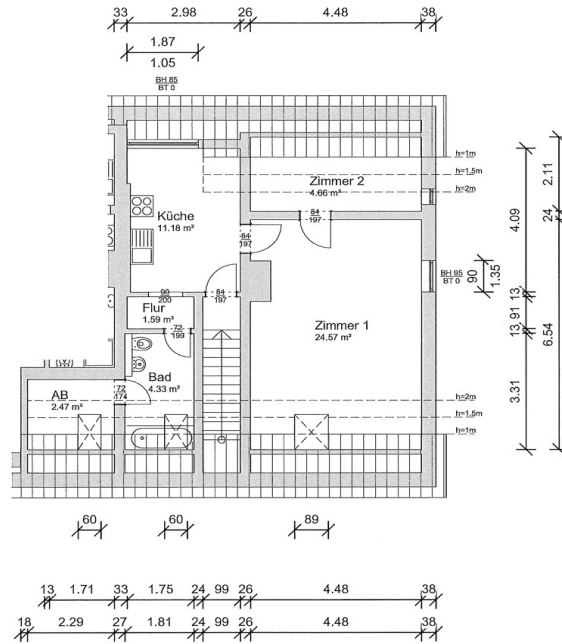 33 2.98 26 4.48 38
1.87
1.05
BH 85
BT 0
h=1m
h=1.5m
h=2m
Zimmer 2
4.66 m²
84
197
Küche
11.18 m²
84
197
90
200
84
197
Flur
1.59 m²
72
199
Zimmer 1
24.57 m²
BH 95
BT 0
90
1.35
2.11
24
6.54
4.09
13
91
13
3.31
Bad
4.33 m²
AB
2.47 m²
72
174
h=2m
h=1.5m
h=1m
60 60 89
13 1.71 33 1.75 24 99 26 4.48 38
18 2.29 27 1.81 24 99 26 4.48 38